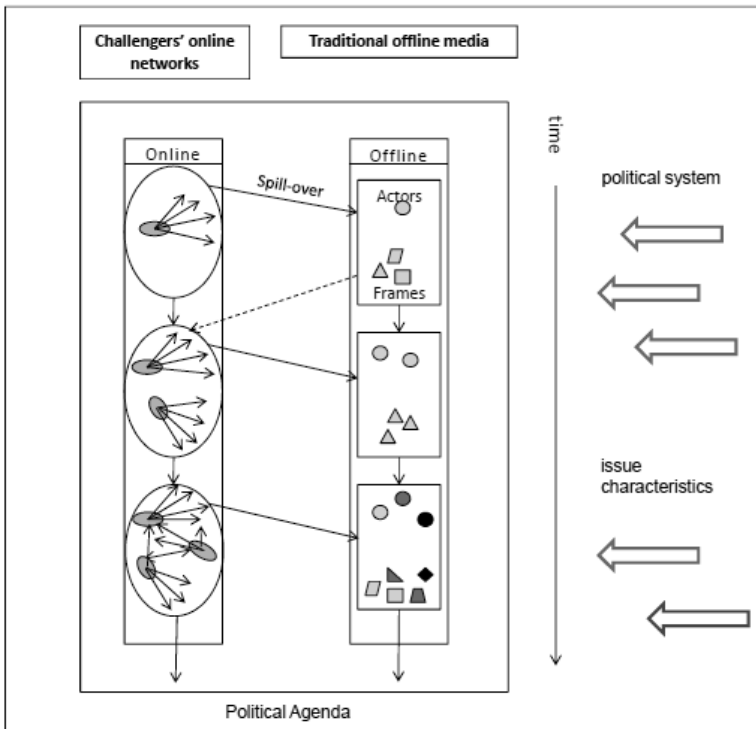 Challengers' online
networks
Traditional offline media
Online
Offline
time
Spill-over
Actors
political system
Frames
issue
characteristics
Political Agenda